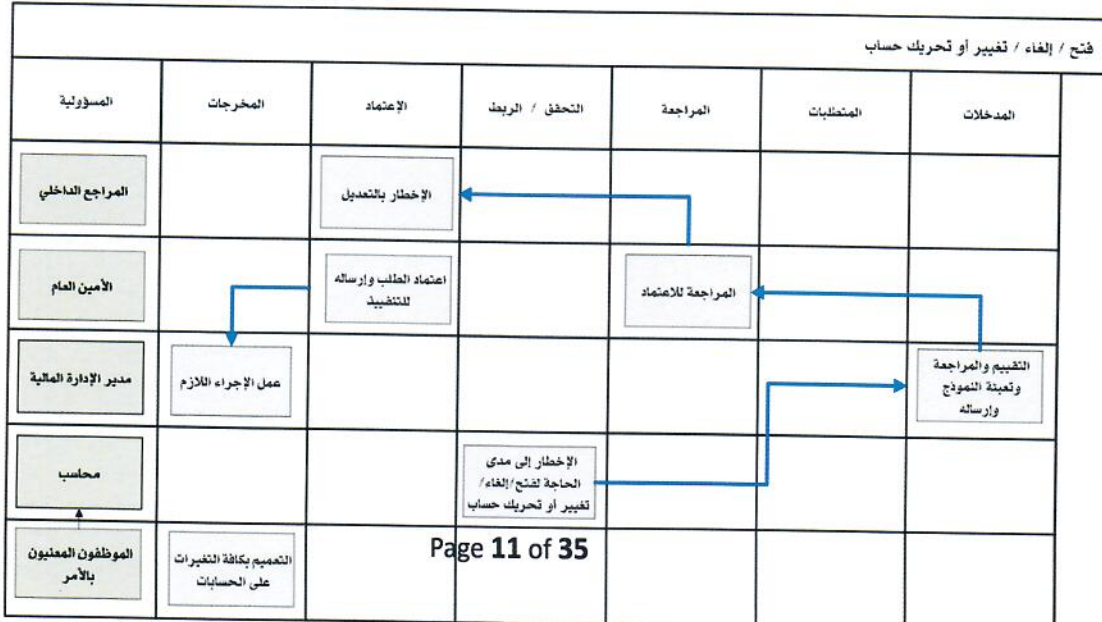 فتح / إلغاء / تغيير أو تحريك حساب
المدخلات
المتطلبات
المراجعة
التحقق / الربط
الإعتماد
المخرجات
المسؤولية
الإخطار بالتعديل
المراجع الداخلي
المراجعة للاعتماد
اعتماد الطلب وإرساله
للتنفييذ
الأمين العام
التقييم والمراجعة
وتعبئة النموذج
وإرساله
عمل الإجراء اللازم
مدير الإدارة المالية
الإخطار إلى مدى
الحاجة لفتح/إلغاء/
تغيير أو تحريك حساب
محاسب
التعميم بكافة التغيرات
على الحسابات
الموظفون المعنيون
بالأمر
Page 11 of 35